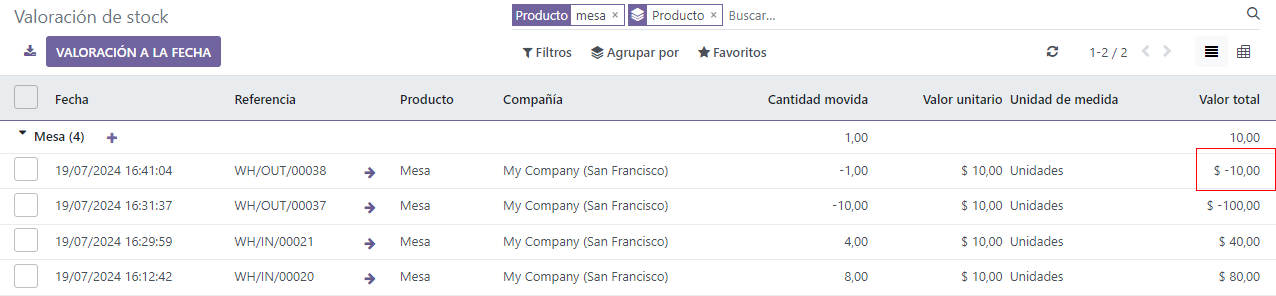 Valoración de stock
Producto mesa × Producto × Buscar...
VALORACIÓN A LA FECHA
Filtros Agrupar por Favoritos
1-2 / 2
Fecha Referencia Producto Compañía Cantidad movida Valor unitario Unidad de medida Valor total
Mesa (4) 1,00 10,00
19/07/2024 16:41:04 WH/OUT/00038 Mesa My Company (San Francisco) -1,00 $ 10,00 Unidades $ -10,00
19/07/2024 16:31:37 WH/OUT/00037 Mesa My Company (San Francisco) -10,00 $ 10,00 Unidades $ -100,00
19/07/2024 16:29:59 WH/IN/00021 Mesa My Company (San Francisco) 4,00 $ 10,00 Unidades $ 40,00
19/07/2024 16:12:42 WH/IN/00020 Mesa My Company (San Francisco) 8,00 $ 10,00 Unidades $ 80,00